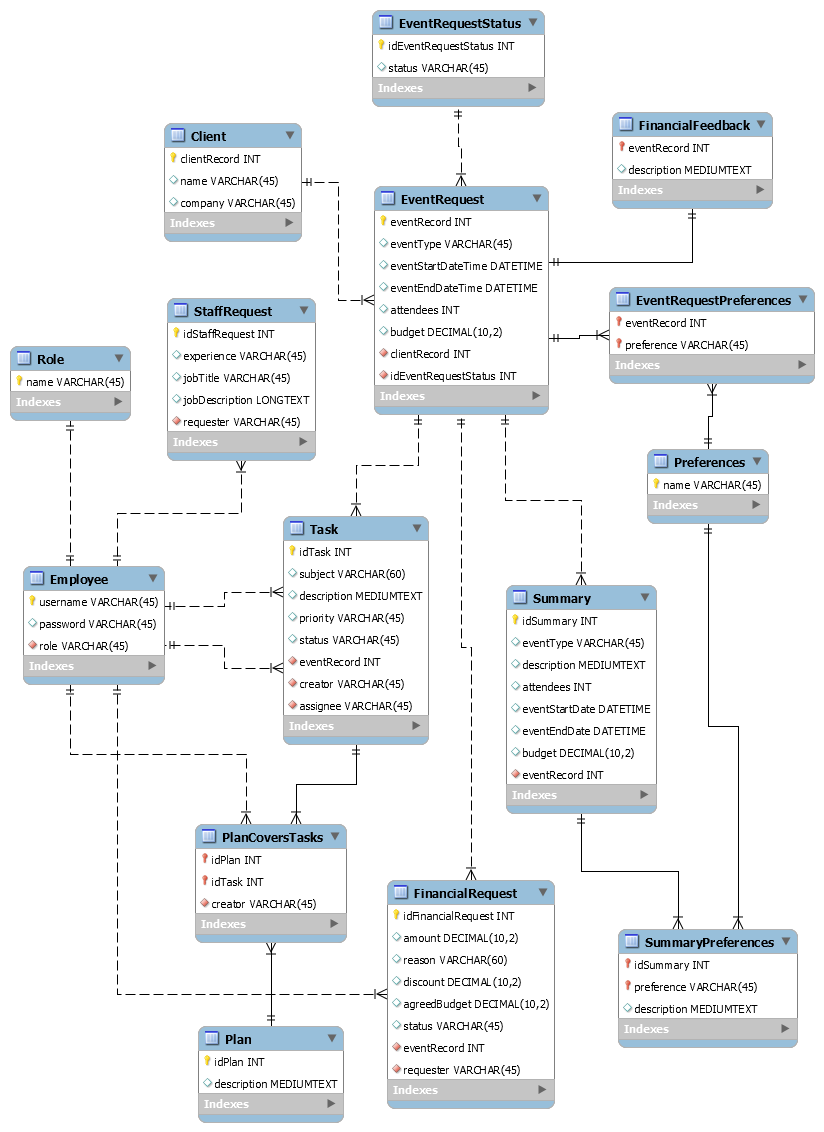 EventRequestStatus
idEventRequestStatus INT
status VARCHAR(45)
Indexes
FinancialFeedback
eventRecord INT
description MEDIUMTEXT
Indexes
Client
clientRecord INT
name VARCHAR(45)
company VARCHAR(45)
Indexes
EventRequest
eventRecord INT
eventType VARCHAR(45)
eventStartDateTime DATETIME
eventEndDateTime DATETIME
attendees INT
budget DECIMAL(10,2)
clientRecord INT
idEventRequestStatus INT
Indexes
EventRequestPreferences
eventRecord INT
preference VARCHAR(45)
Indexes
StaffRequest
idStaffRequest INT
experience VARCHAR(45)
jobTitle VARCHAR(45)
jobDescription LONGTEXT
requester VARCHAR(45)
Indexes
Role
name VARCHAR(45)
Indexes
Preferences
name VARCHAR(45)
Indexes
Task
idTask INT
subject VARCHAR(60)
description MEDIUMTEXT
priority VARCHAR(45)
status VARCHAR(45)
eventRecord INT
creator VARCHAR(45)
assignee VARCHAR(45)
Indexes
Employee
username VARCHAR(45)
password VARCHAR(45)
role VARCHAR(45)
Indexes
Summary
idSummary INT
eventType VARCHAR(45)
description MEDIUMTEXT
attendees INT
eventStartDate DATETIME
eventEndDate DATETIME
budget DECIMAL(10,2)
eventRecord INT
Indexes
PlanCoversTasks
idPlan INT
idTask INT
creator VARCHAR(45)
Indexes
FinancialRequest
idFinancialRequest INT
amount DECIMAL(10,2)
reason VARCHAR(60)
discount DECIMAL(10,2)
agreedBudget DECIMAL(10,2)
status VARCHAR(45)
eventRecord INT
requester VARCHAR(45)
Indexes
SummaryPreferences
idSummary INT
preference VARCHAR(45)
description MEDIUMTEXT
Indexes
Plan
idPlan INT
description MEDIUMTEXT
Indexes